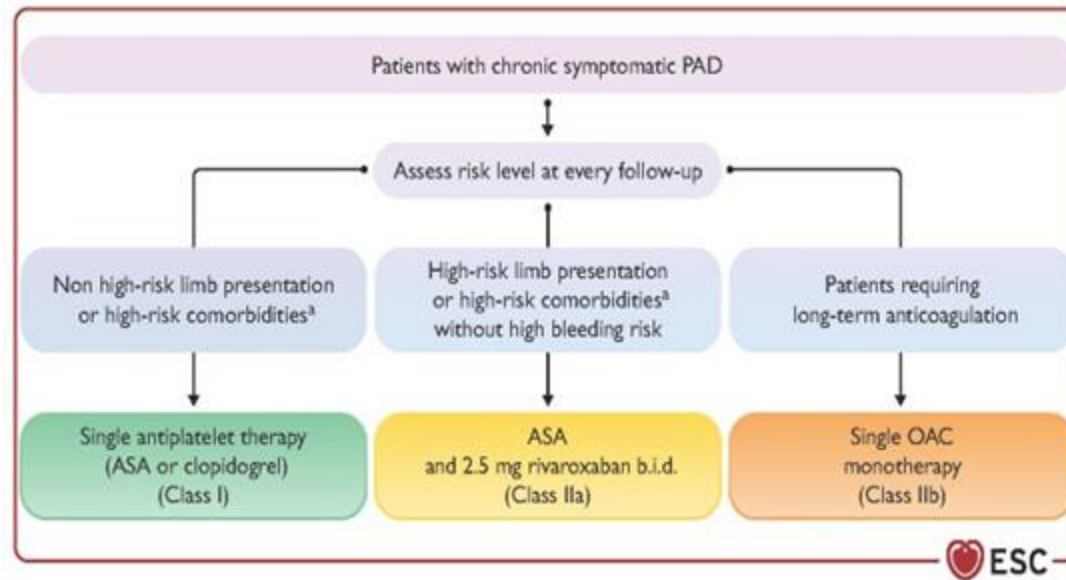 Patients with chronic symptomatic PAD
Assess risk level at every follow-up
Non high-risk limb presentation
or high-risk comorbiditiesᵃ
High-risk limb presentation
or high-risk comorbiditiesᵃ
without high bleeding risk
Patients requiring
long-term anticoagulation
Single antiplatelet therapy
(ASA or clopidogrel)
(Class I)
ASA
and 2.5 mg rivaroxaban b.i.d.
(Class IIa)
Single OAC
monotherapy
(Class IIb)
ESC